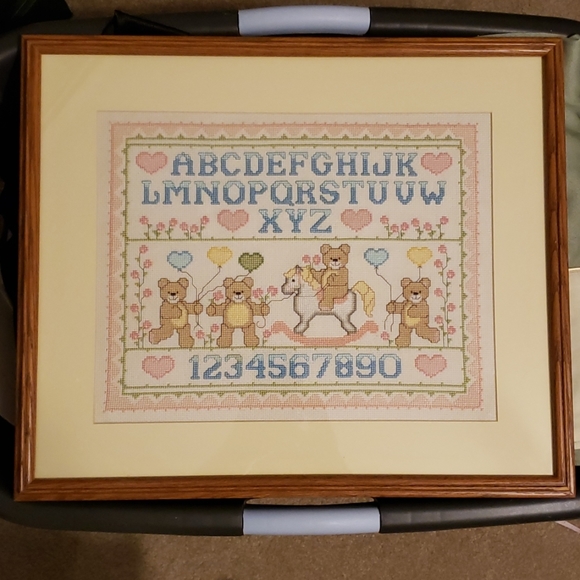 ABCDEFGHIJK
LMNOPQRSTUVW
XYZ
1234567890